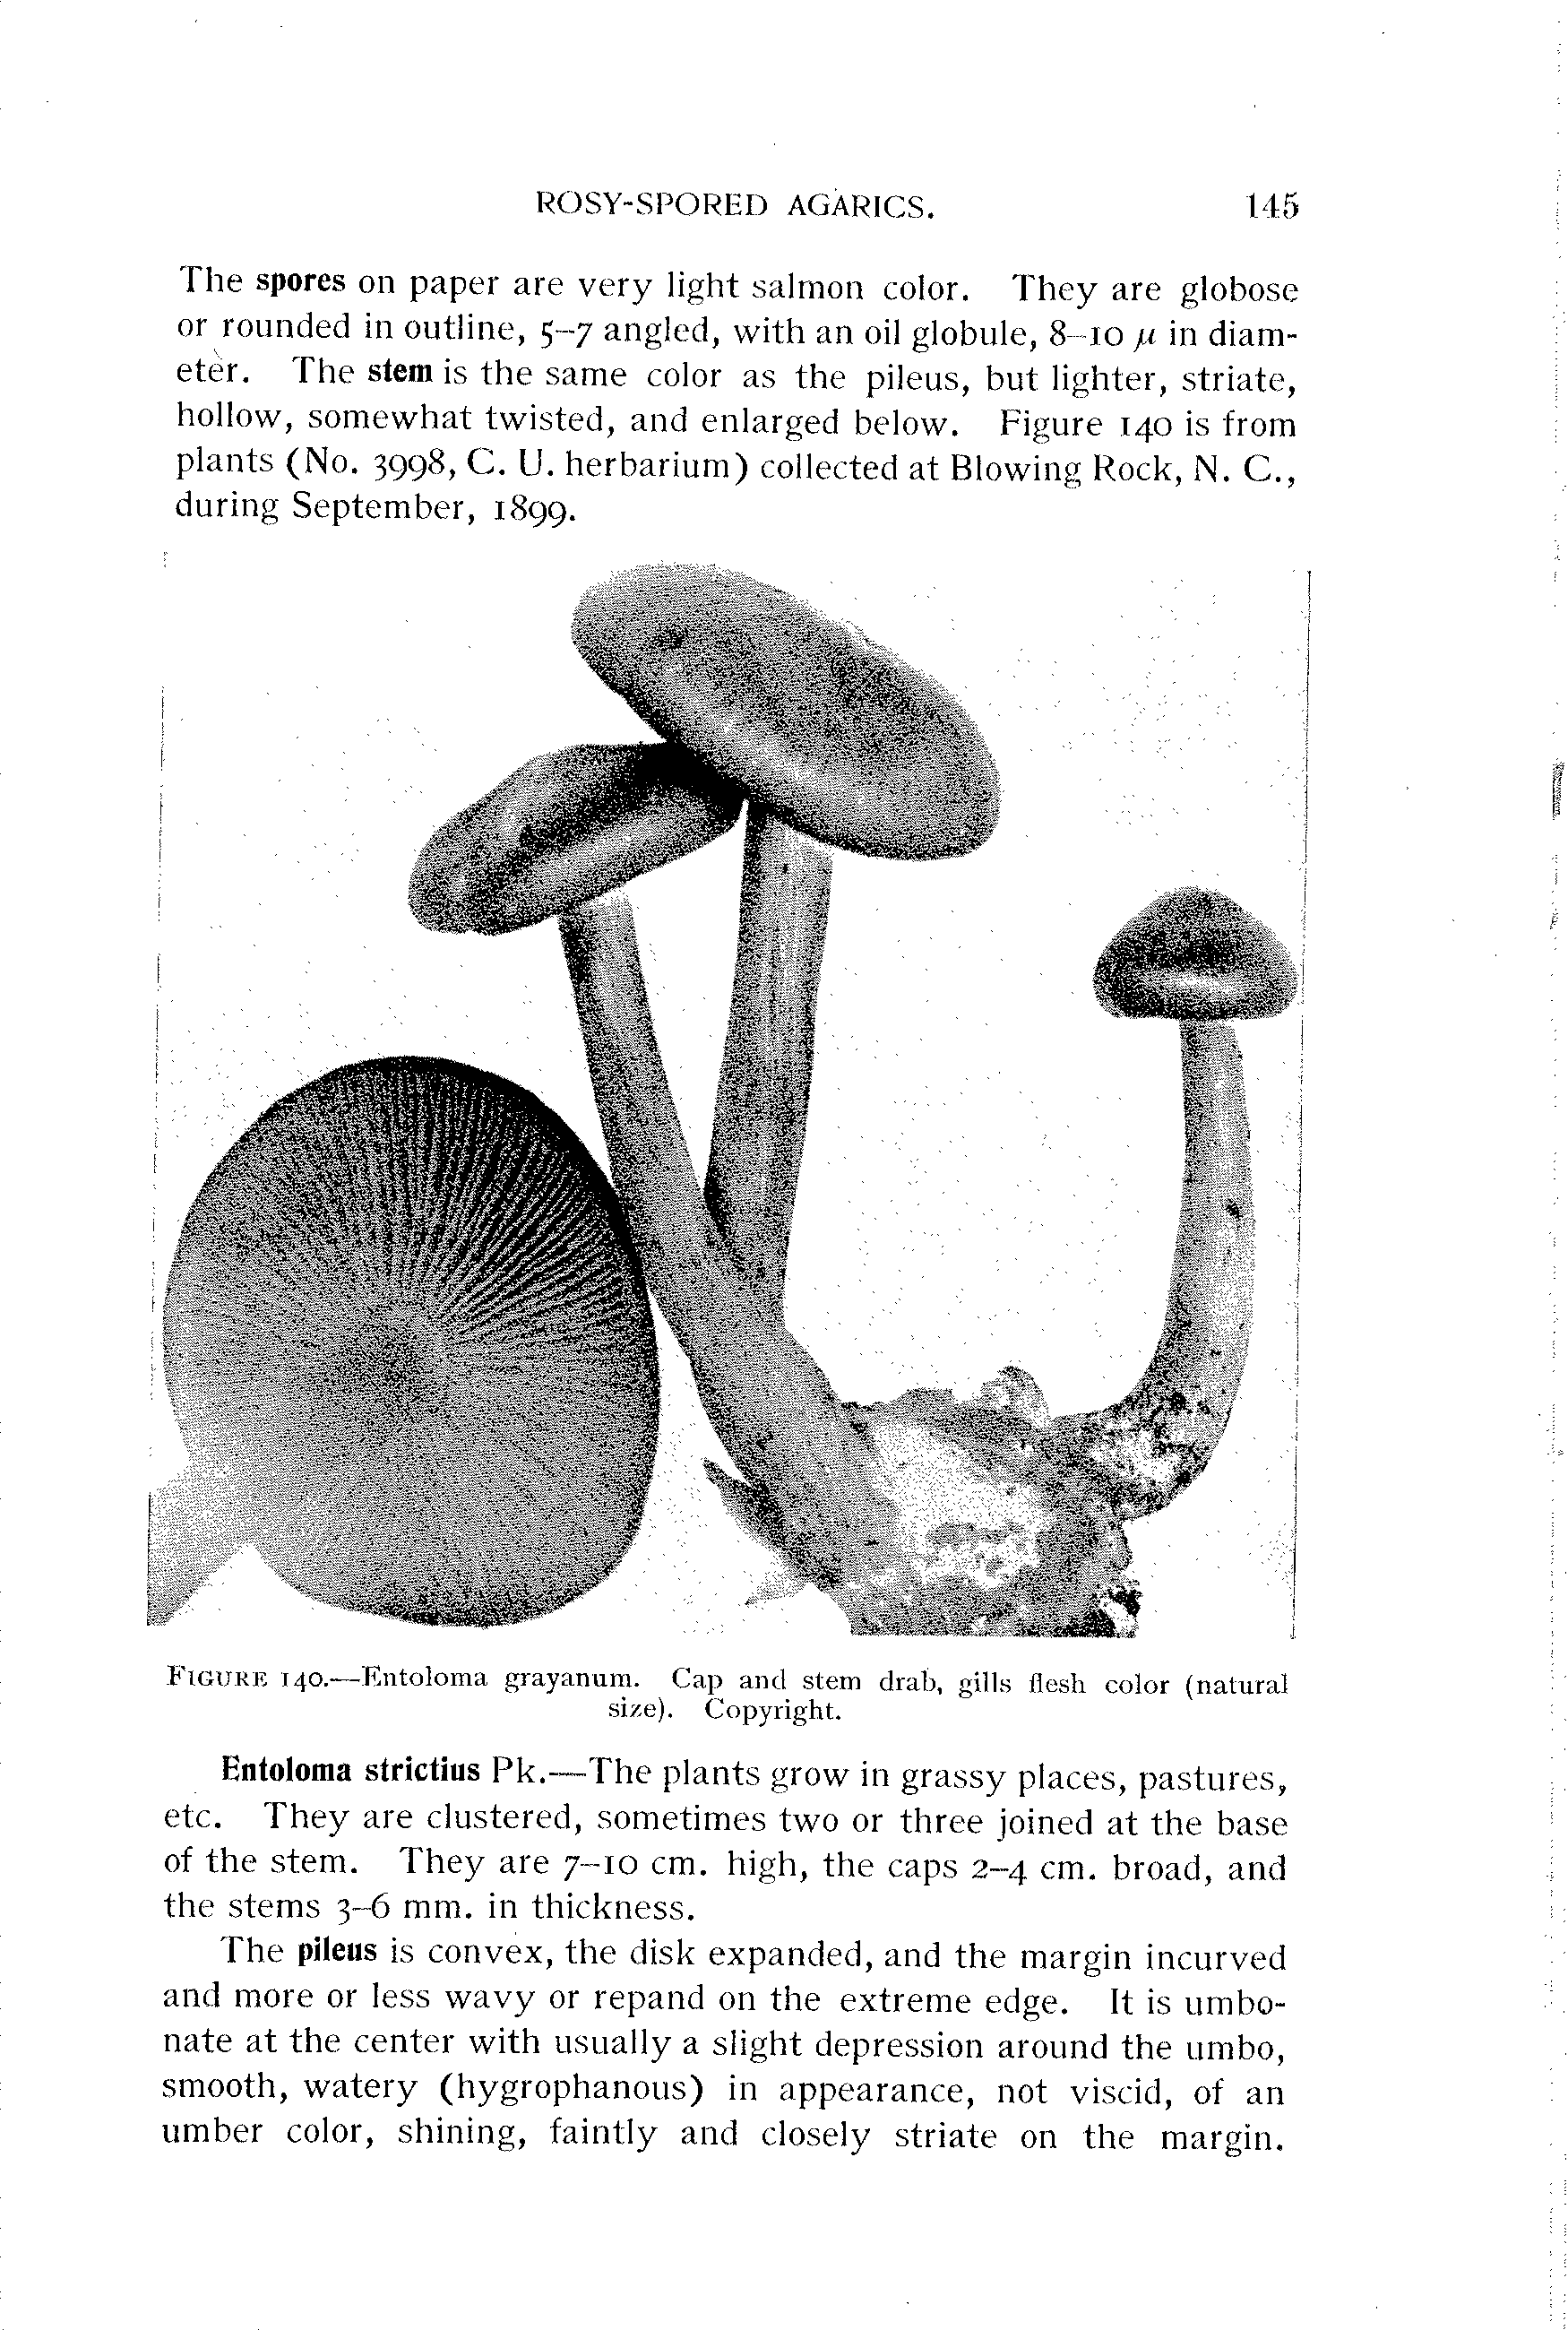 ROSY-SPORED AGARICS. 145
The spores on paper are very light salmon color. They are globose
or rounded in outline, 5–7 angled, with an oil globule, 8–10 µ in diam-
eter. The stem is the same color as the pileus, but lighter, striate,
hollow, somewhat twisted, and enlarged below. Figure 140 is from
plants (No. 3998, C. U. herbarium) collected at Blowing Rock, N. C.,
during September, 1899.
FIGURE 140.—Entoloma grayanum. Cap and stem drab, gills flesh color (natural
size). Copyright.
Entoloma strictius Pk.—The plants grow in grassy places, pastures,
etc. They are clustered, sometimes two or three joined at the base
of the stem. They are 7–10 cm. high, the caps 2–4 cm. broad, and
the stems 3–6 mm. in thickness.
The pileus is convex, the disk expanded, and the margin incurved
and more or less wavy or repand on the extreme edge. It is umbo-
nate at the center with usually a slight depression around the umbo,
smooth, watery (hygrophanous) in appearance, not viscid, of an
umber color, shining, faintly and closely striate on the margin.